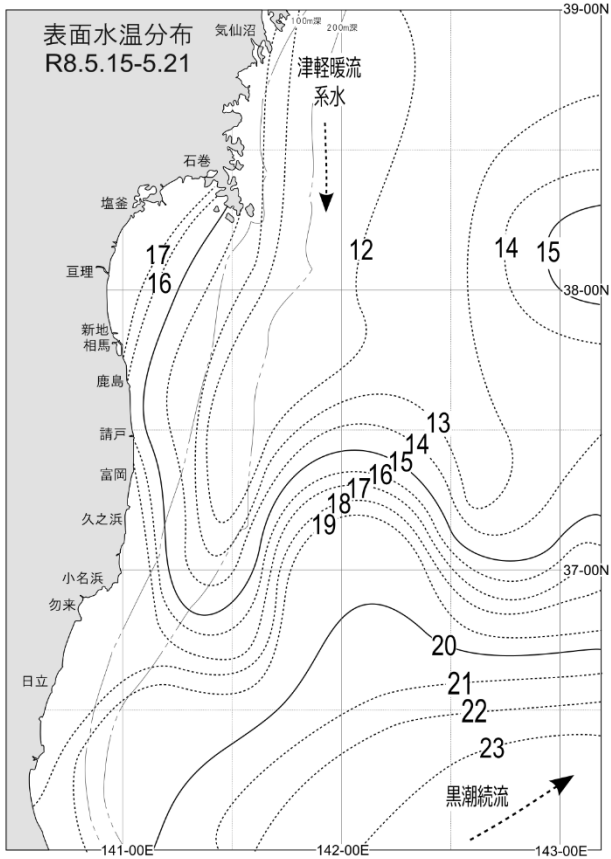 表面水温分布
R8.5.15-5.21
気仙沼
100m深
200m深
39-00N
津軽暖流
系水
石巻
塩釜
17
16
12
14
15
亘理
38-00N
新地
相馬
鹿島
請戸
富岡
久之浜
13
14
15
16
17
18
19
37-00N
小名浜
勿来
日立
20
21
22
23
黒潮続流
141-00E
142-00E
143-00E